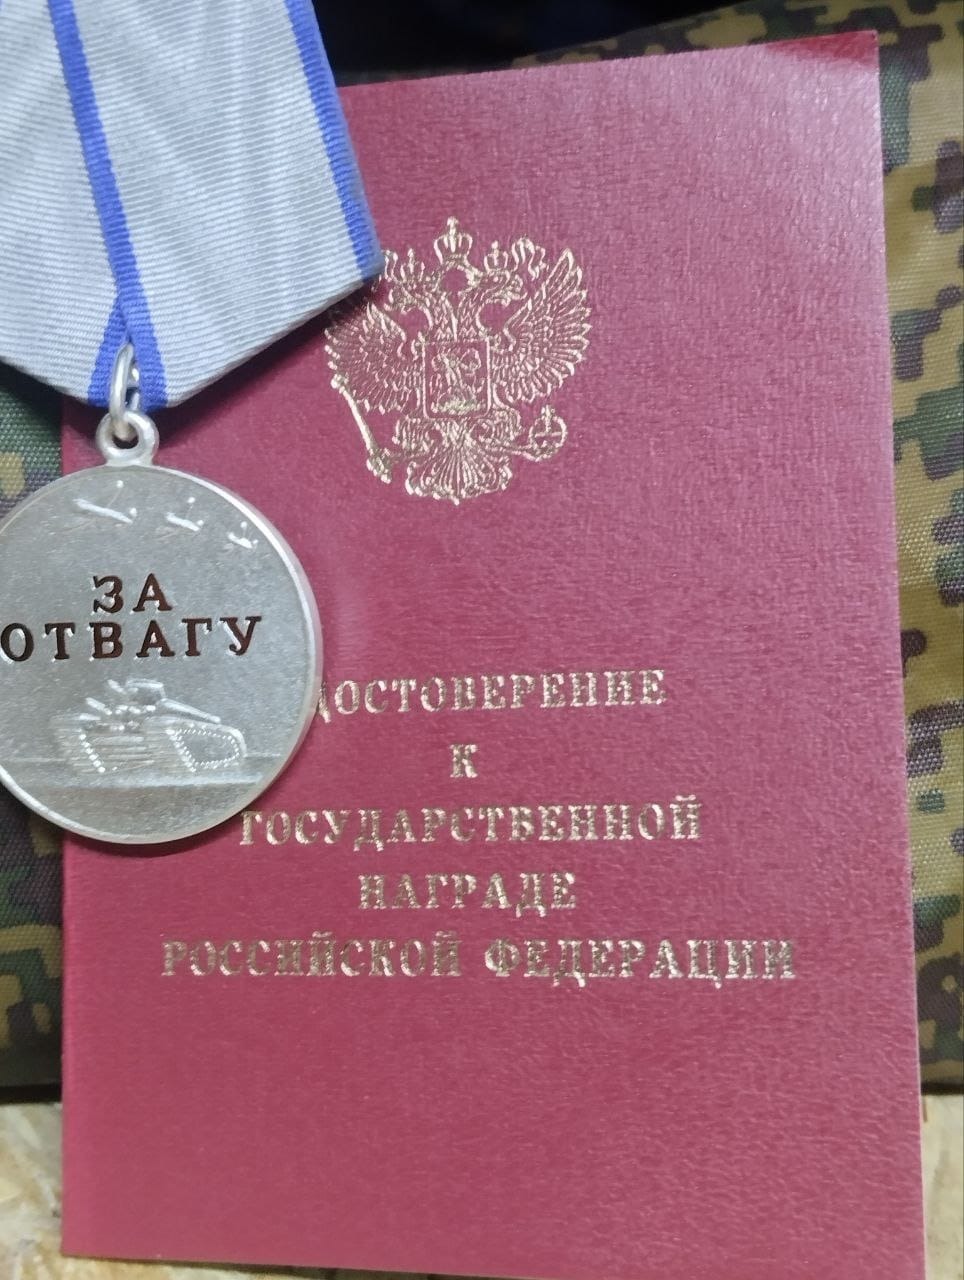 ЗА
ОТВАГУ
ДОСТОВЕРЕНИЕ
К
ГОСУДАРСТВЕННОЙ
НАГРАДЕ
РОССИЙСКОЙ ФЕДЕРАЦИИ